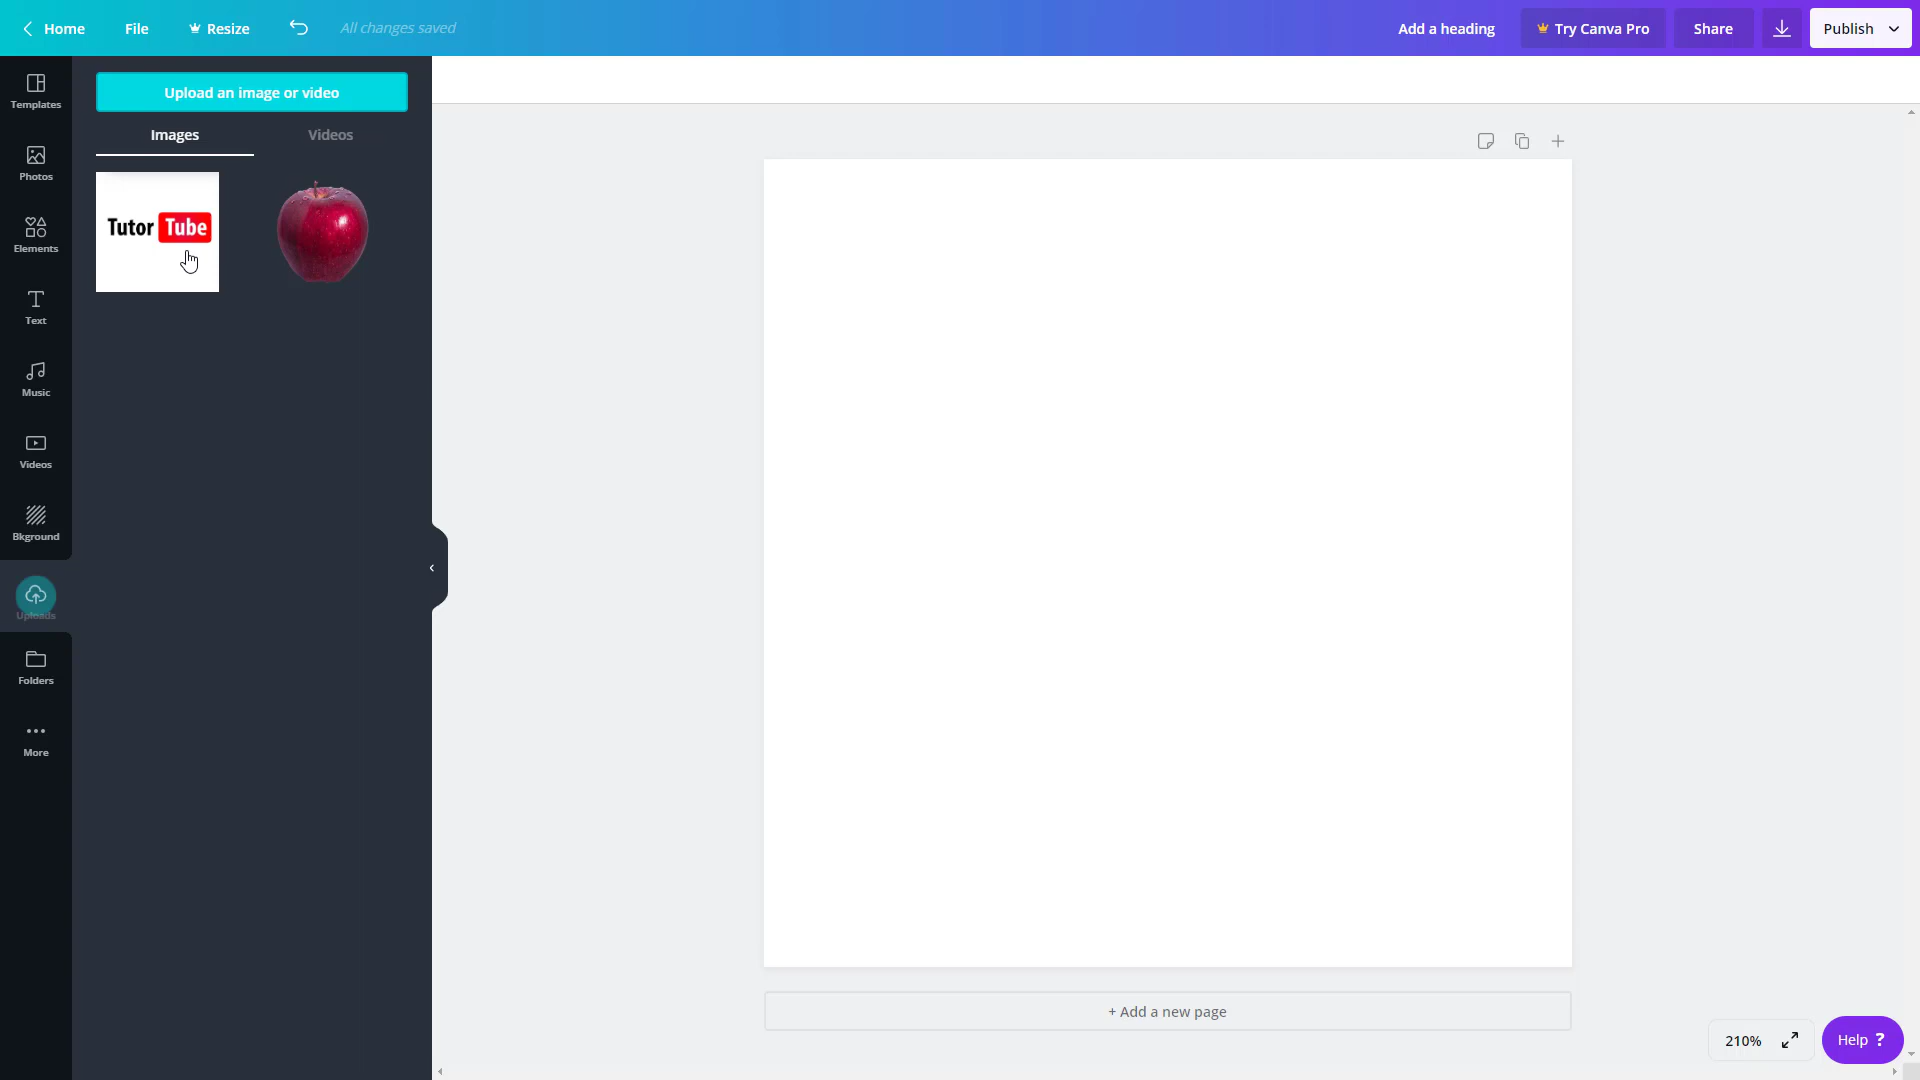 Home
File
Resize
All changes saved
Add a heading
Try Canva Pro
Share
Publish
Templates
Photos
Elements
Text
Music
Videos
Bkground
Uploads
Folders
More
Upload an image or video
Images
Videos
Tutor Tube
+ Add a new page
210%
Help ?